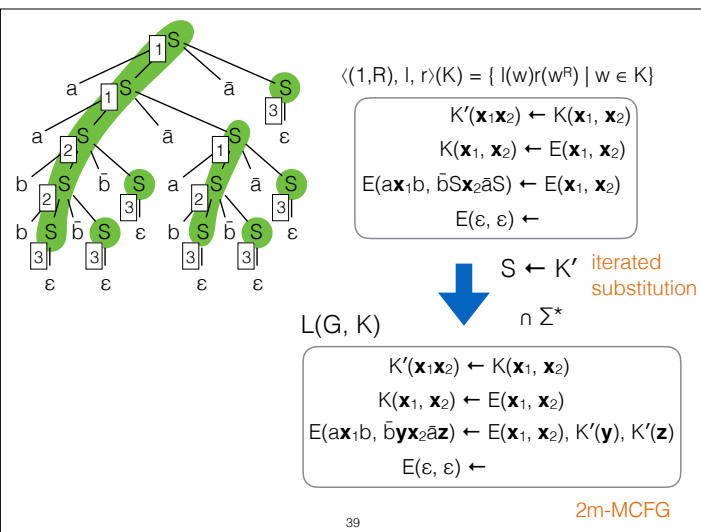 S
1
a S ā S
1 3
a S ā S ε
2 1
b S b̄ S a S ā S
2 3 2 3
b S b̄ S ε b S b̄ S ε
3 3 3 3
ε ε ε ε
⟨(1,R), l, r⟩(K) = { l(w)r(wᴿ) | w ∈ K}
K′(𝐱₁𝐱₂) ← K(𝐱₁, 𝐱₂)
K(𝐱₁, 𝐱₂) ← E(𝐱₁, 𝐱₂)
E(a𝐱₁b, b̄S𝐱₂āS) ← E(𝐱₁, 𝐱₂)
E(ε, ε) ←
S ← K′ iterated
substitution
∩ Σ*
L(G, K)
K′(𝐱₁𝐱₂) ← K(𝐱₁, 𝐱₂)
K(𝐱₁, 𝐱₂) ← E(𝐱₁, 𝐱₂)
E(a𝐱₁b, b̄𝐲𝐱₂ā𝐳) ← E(𝐱₁, 𝐱₂), K′(𝐲), K′(𝐳)
E(ε, ε) ←
2m-MCFG
39